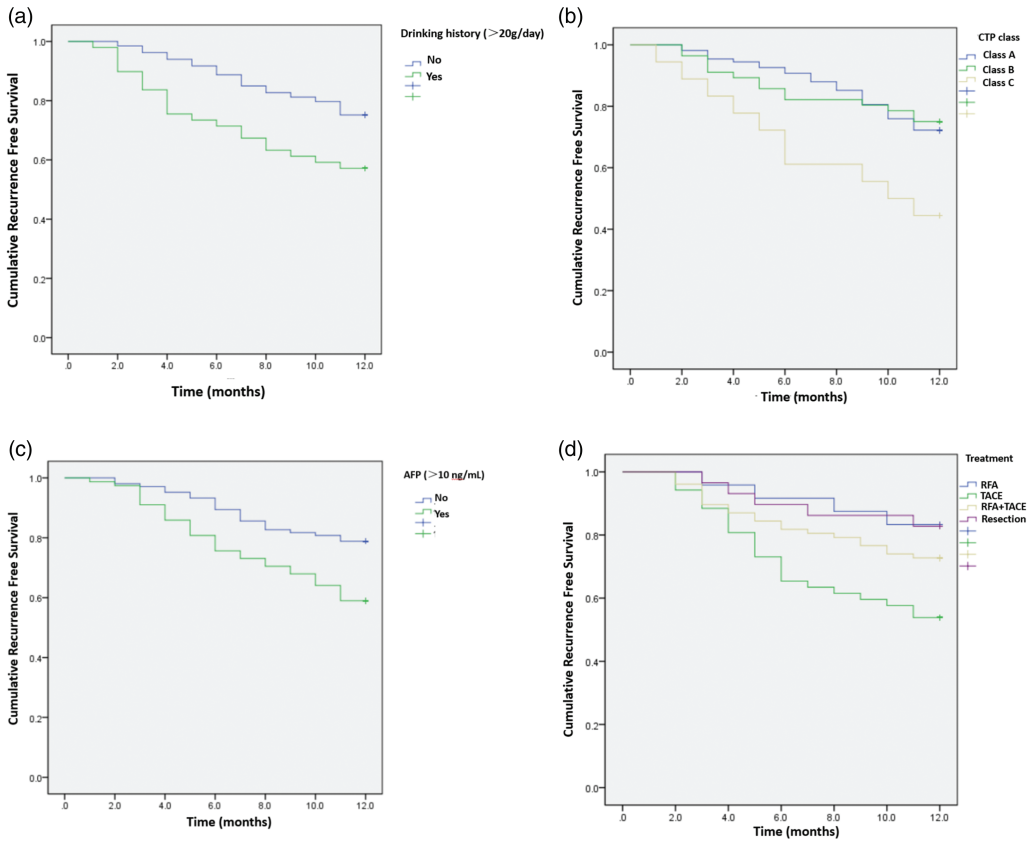 (a)
Drinking history (>20g/day)
No
Yes
Cumulative Recurrence Free Survival
1.0
0.8
0.6
0.4
0.2
0.0
.0 2.0 4.0 6.0 8.0 10.0 12.0
Time (months)
(b)
CTP class
Class A
Class B
Class C
Cumulative Recurrence Free Survival
1.0
0.8
0.6
0.4
0.2
0.0
.0 2.0 4.0 6.0 8.0 10.0 12.0
Time (months)
(c)
AFP (>10 ng/mL)
No
Yes
Cumulative Recurrence Free Survival
1.0
0.8
0.6
0.4
0.2
0.0
.0 2.0 4.0 6.0 8.0 10.0 12.0
Time (months)
(d)
Treatment
RFA
TACE
RFA+TACE
Resection
Cumulative Recurrence Free Survival
1.0
0.8
0.6
0.4
0.2
0.0
.0 2.0 4.0 6.0 8.0 10.0 12.0
Time (months)